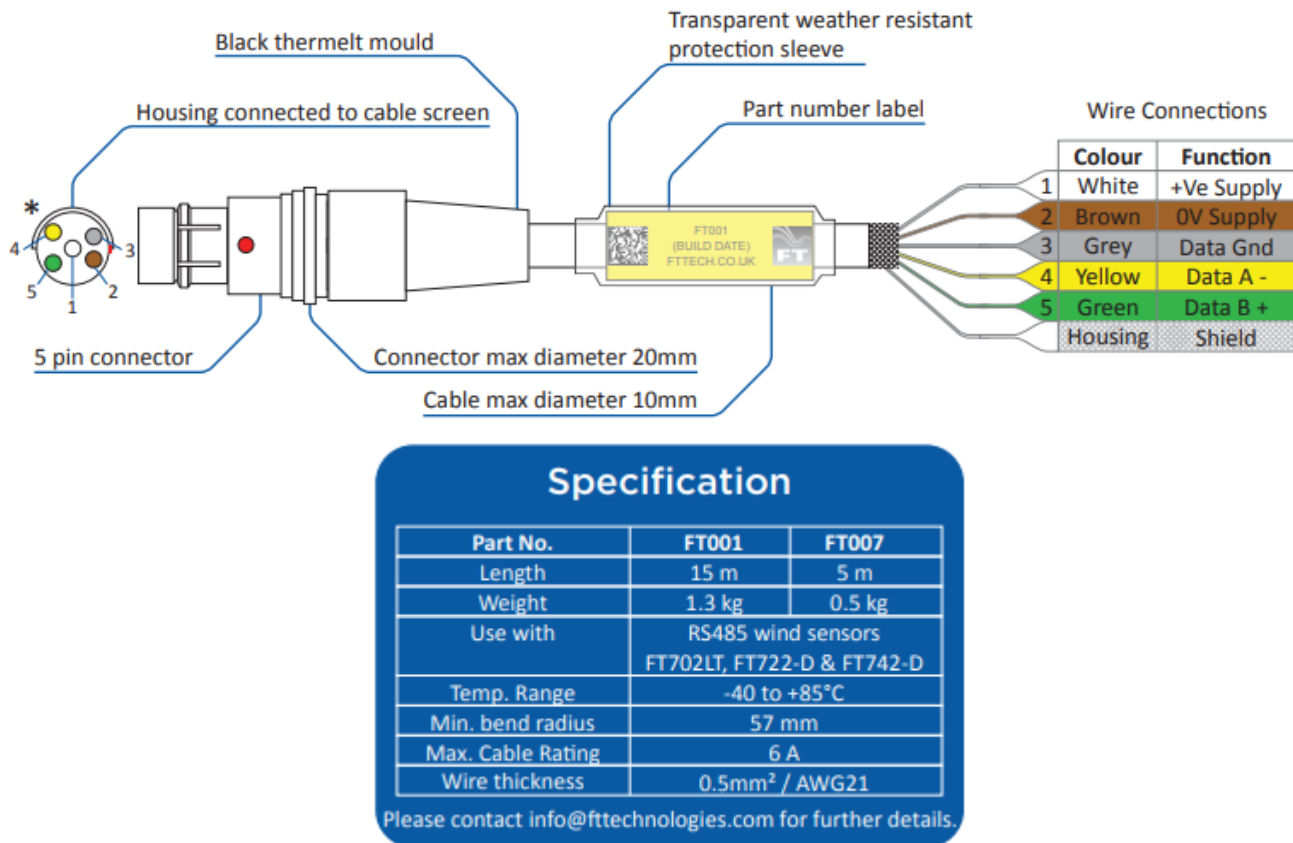 Transparent weather resistant
protection sleeve
Black thermelt mould
Housing connected to cable screen
Part number label
Wire Connections
Colour Function
1 White +Ve Supply
2 Brown 0V Supply
3 Grey Data Gnd
4 Yellow Data A -
5 Green Data B +
Housing Shield
*
4
3
5
2
1
FT001
(BUILD DATE)
FTTECH.CO.UK
FT
5 pin connector
Connector max diameter 20mm
Cable max diameter 10mm
Specification
Part No. FT001 FT007
Length 15 m 5 m
Weight 1.3 kg 0.5 kg
Use with RS485 wind sensors
FT702LT, FT722-D & FT742-D
Temp. Range -40 to +85°C
Min. bend radius 57 mm
Max. Cable Rating 6 A
Wire thickness 0.5mm² / AWG21
Please contact info@fttechnologies.com for further details.